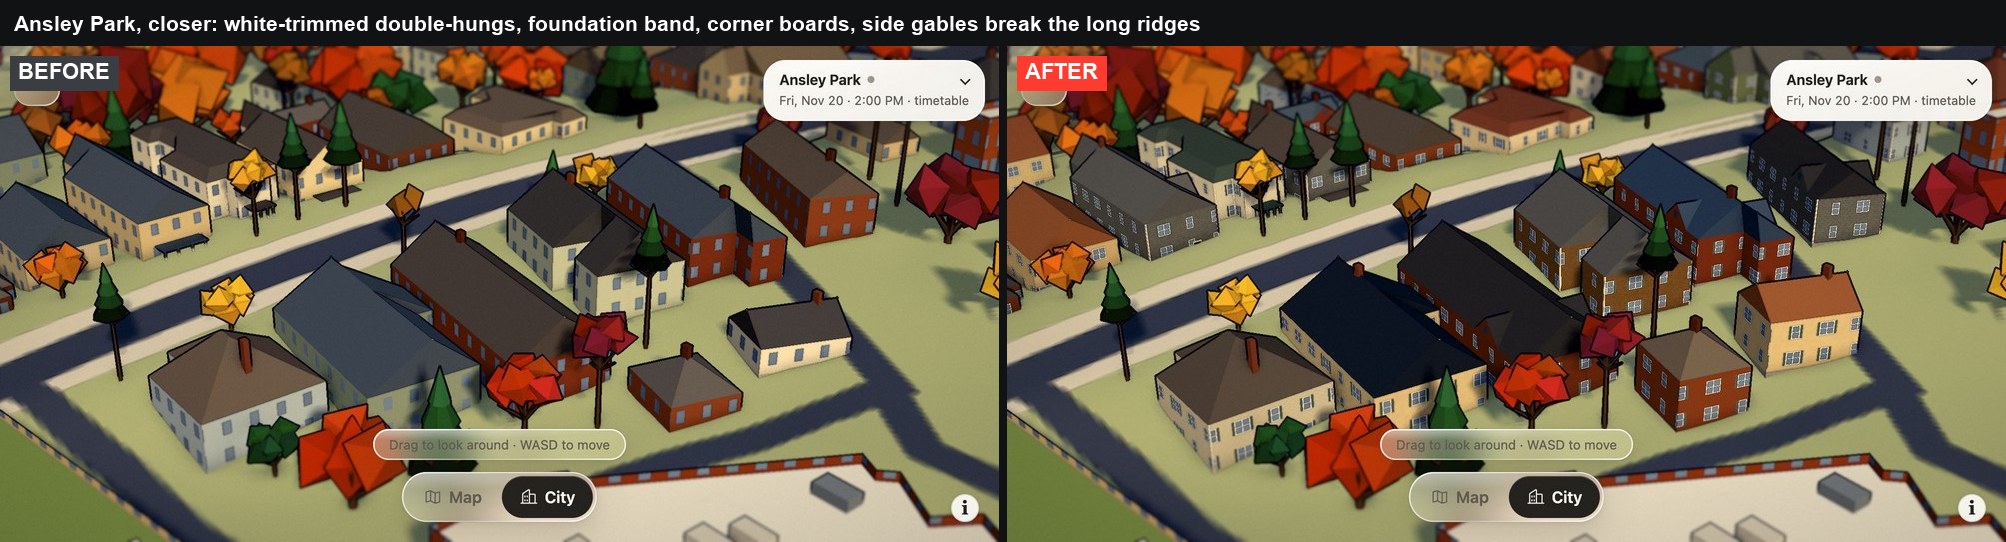 Ansley Park, closer: white-trimmed double-hungs, foundation band, corner boards, side gables break the long ridges
BEFORE
Ansley Park
Fri, Nov 20 · 2:00 PM · timetable
Drag to look around · WASD to move
Map
City
i
AFTER
Ansley Park
Fri, Nov 20 · 2:00 PM · timetable
Drag to look around · WASD to move
Map
City
i